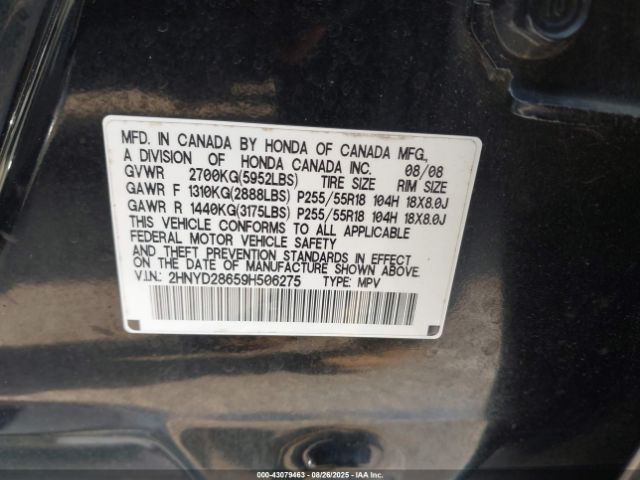 MFD. IN CANADA BY HONDA OF CANADA MFG.,
A DIVISION OF HONDA CANADA INC. 08/08
GVWR 2700KG(5952LBS) TIRE SIZE RIM SIZE
GAWR F 1310KG(2888LBS) P255/55R18 104H 18X8.0J
GAWR R 1440KG(3175LBS) P255/55R18 104H 18X8.0J
THIS VEHICLE CONFORMS TO ALL APPLICABLE
FEDERAL MOTOR VEHICLE SAFETY
AND THEFT PREVENTION STANDARDS IN EFFECT
ON THE DATE OF MANUFACTURE SHOWN ABOVE.
V.I.N.: 2HNYD28659H506275 TYPE: MPV
000-43079463 - 08/26/2025 - IAA Inc.